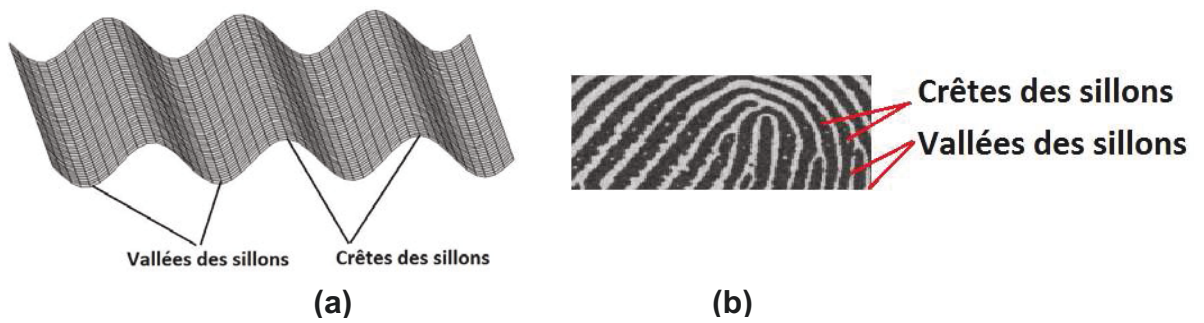 Crêtes des sillons
Vallées des sillons
Vallées des sillons
Crêtes des sillons
(a)
(b)